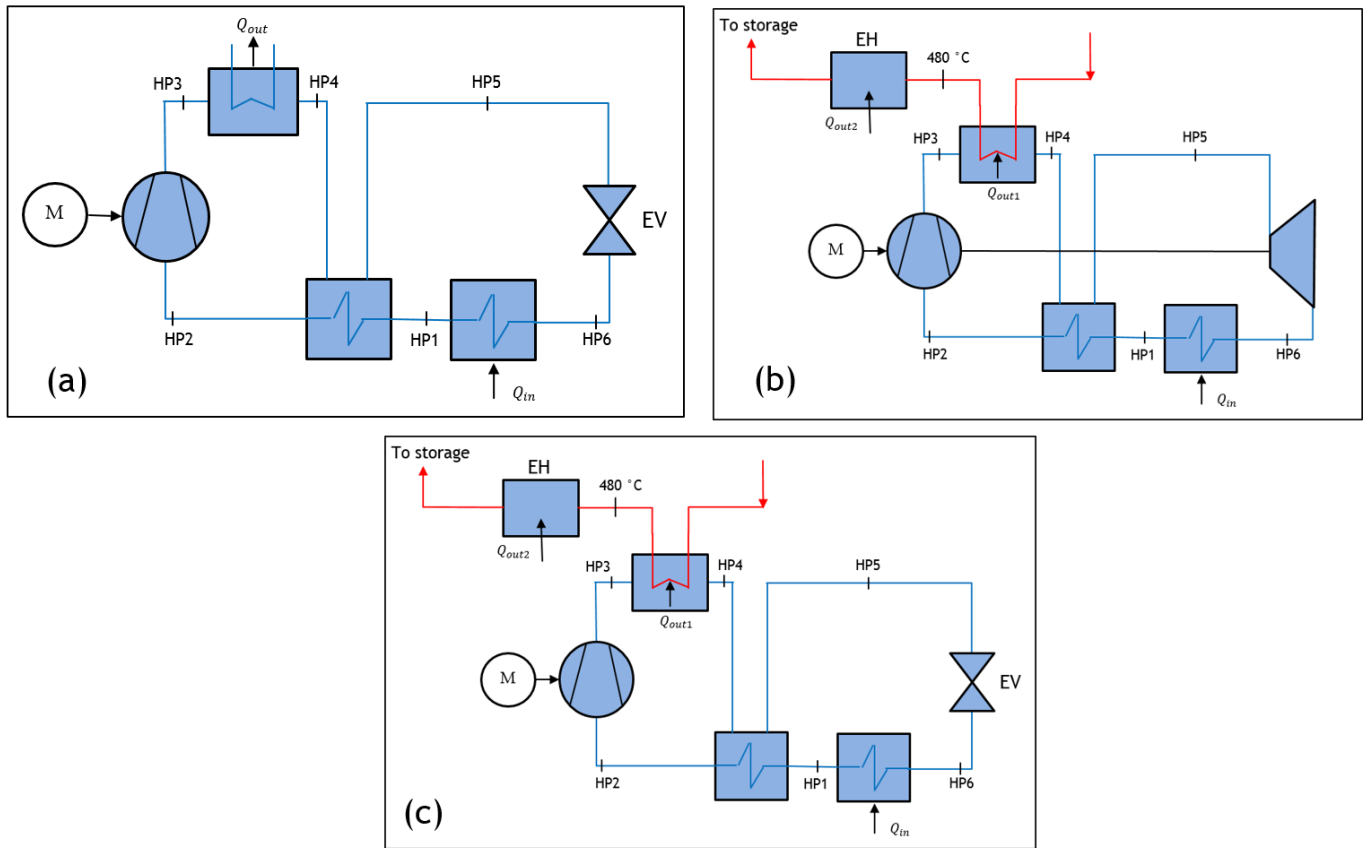 Q_out
HP3
HP4
HP5
M
EV
HP2
HP1
HP6
Q_in
(a)
To storage
EH
480 °C
Q_out2
HP3
HP4
HP5
Q_out1
M
HP2
HP1
HP6
Q_in
(b)
To storage
EH
480 °C
Q_out2
HP3
HP4
HP5
Q_out1
M
EV
HP2
HP1
HP6
Q_in
(c)